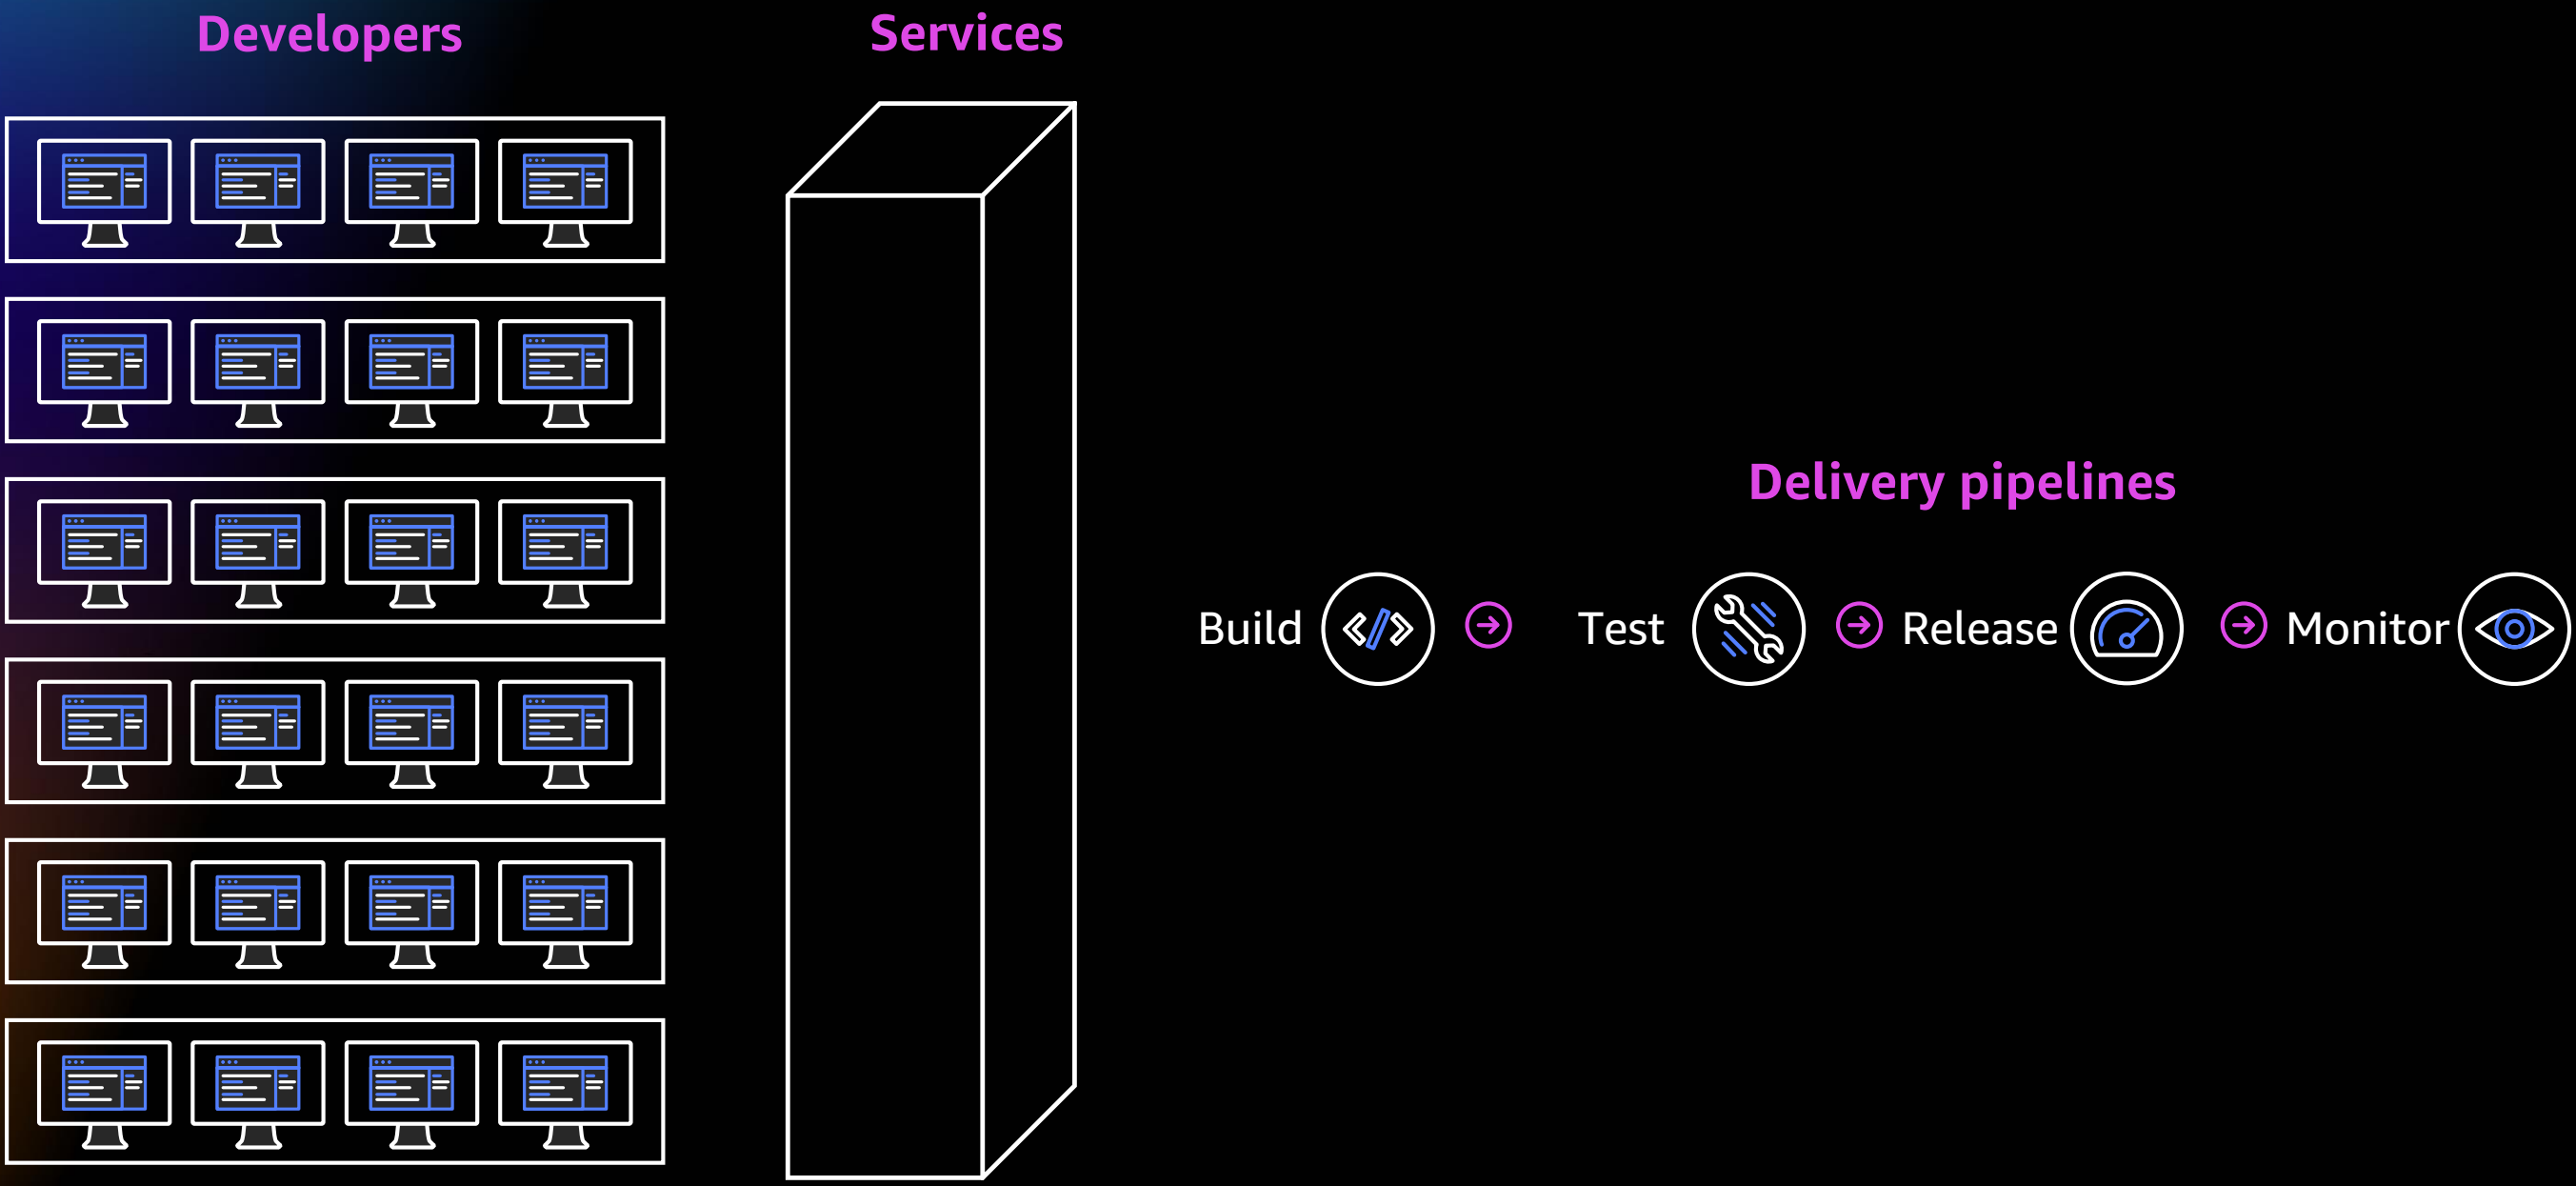 Developers
Services
Delivery pipelines
Build
Test
Release
Monitor